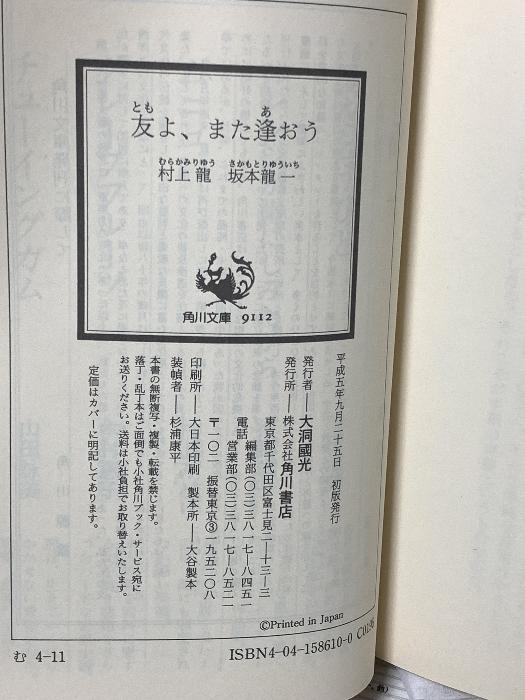 とも　あ
友よ、また逢おう
むらかみりゆう　さかもとりゆういち
村上龍　坂本龍一
角川文庫 9112
平成五年九月二十五日　初版発行
発行者―大洞國光
発行所―株式会社角川書店
東京都千代田区富士見二―十三―三
電話　編集部(〇三)三八一七―八四五一
営業部(〇三)三八一七―八五二一
〒一〇二　振替東京③一九五二〇八
印刷所―大日本印刷　製本所―大谷製本
装幀者―杉浦康平
本書の無断複写・複製・転載を禁じます。
落丁・乱丁本はご面倒でも小社角川ブック・サービス宛に
お送りください。送料は小社負担でお取り替えいたします。
定価はカバーに明記してあります。
©Printed in Japan
む 4-11
ISBN4-04-158610-0